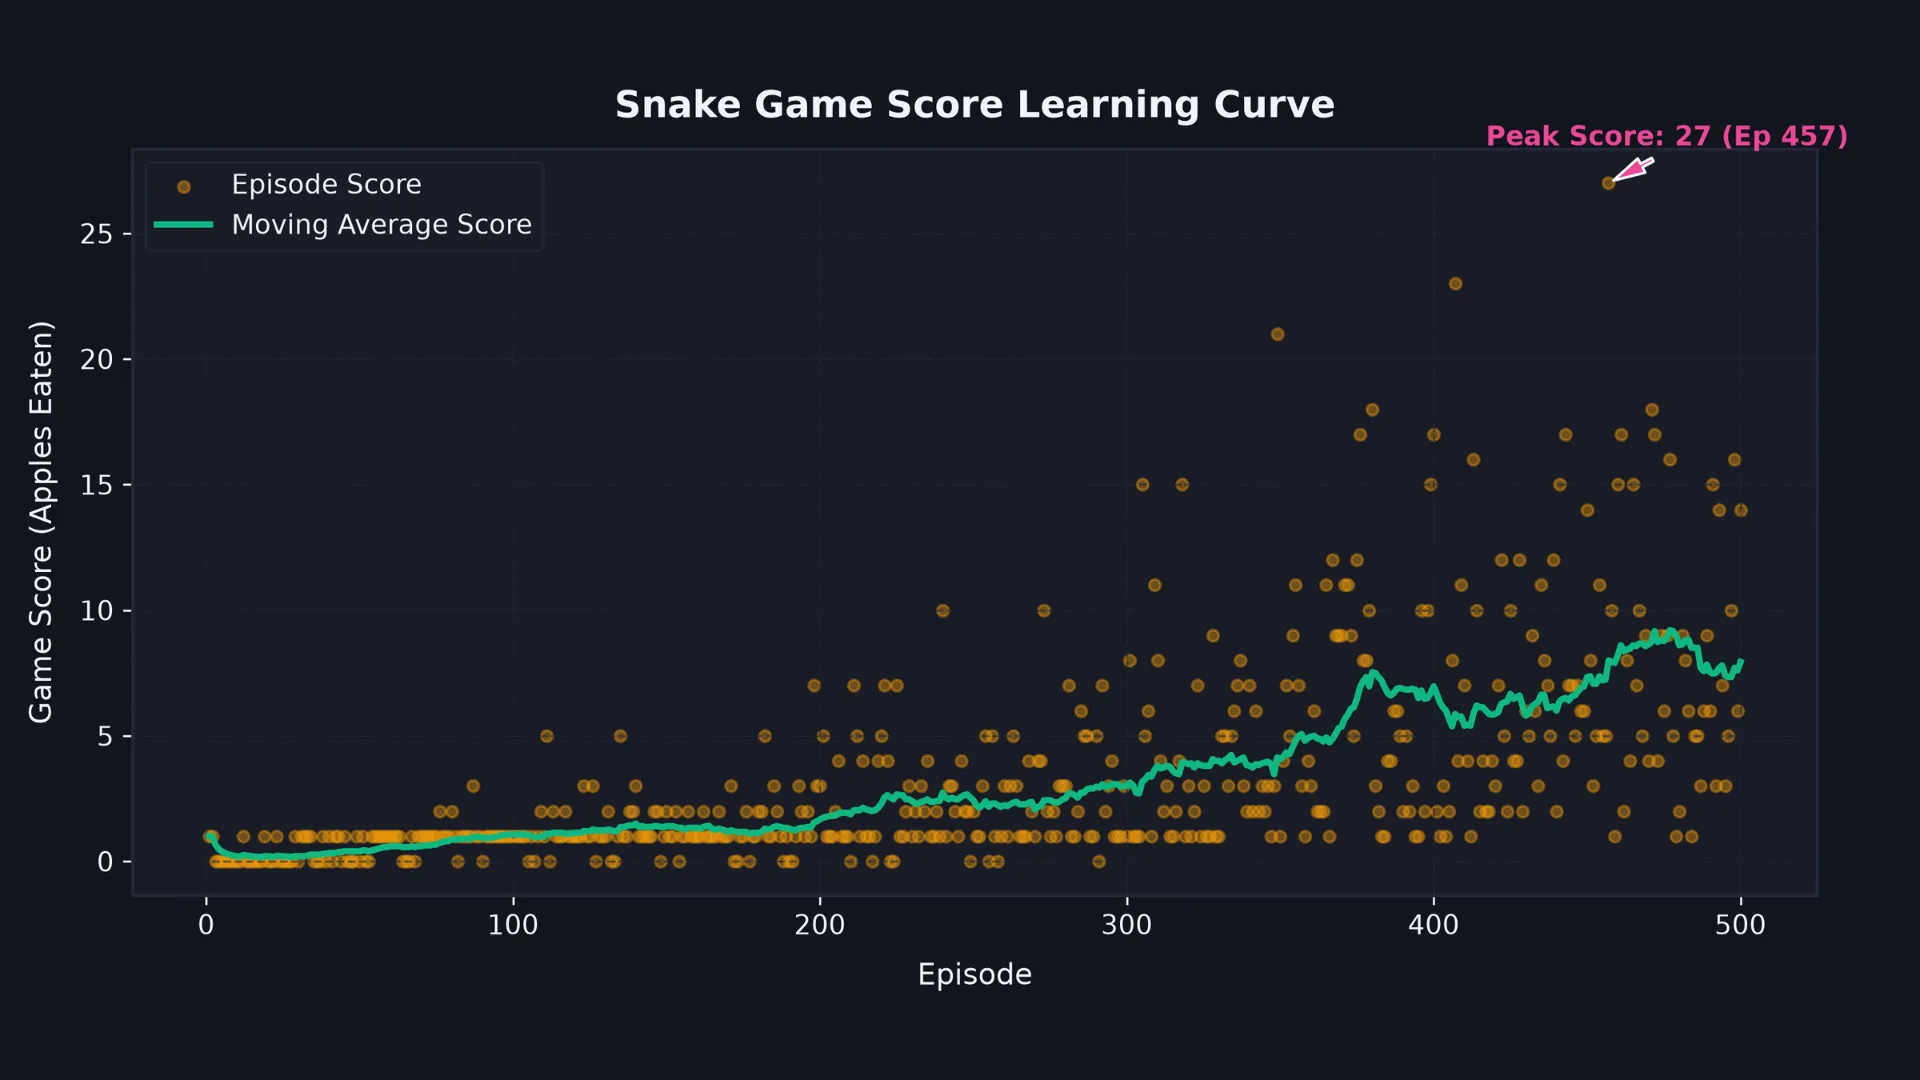 Snake Game Score Learning Curve
Peak Score: 27 (Ep 457)
Episode Score
Moving Average Score
Game Score (Apples Eaten)
25
20
15
10
5
0
0 100 200 300 400 500
Episode